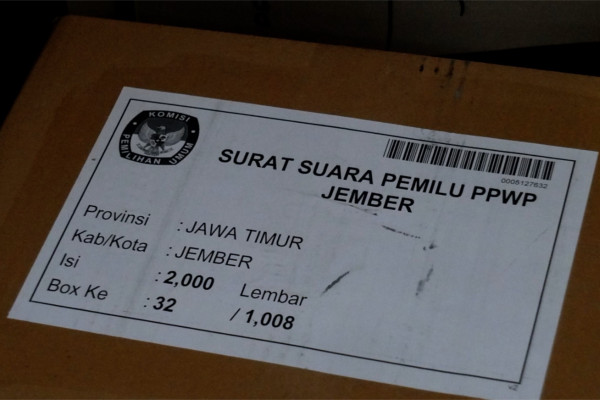 KOMISI
PEMILIHAN UMUM
0005127632
SURAT SUARA PEMILU PPWP
JEMBER
Provinsi : JAWA TIMUR
Kab/Kota : JEMBER
Isi : 2,000 Lembar
Box Ke : 32 / 1,008
v2